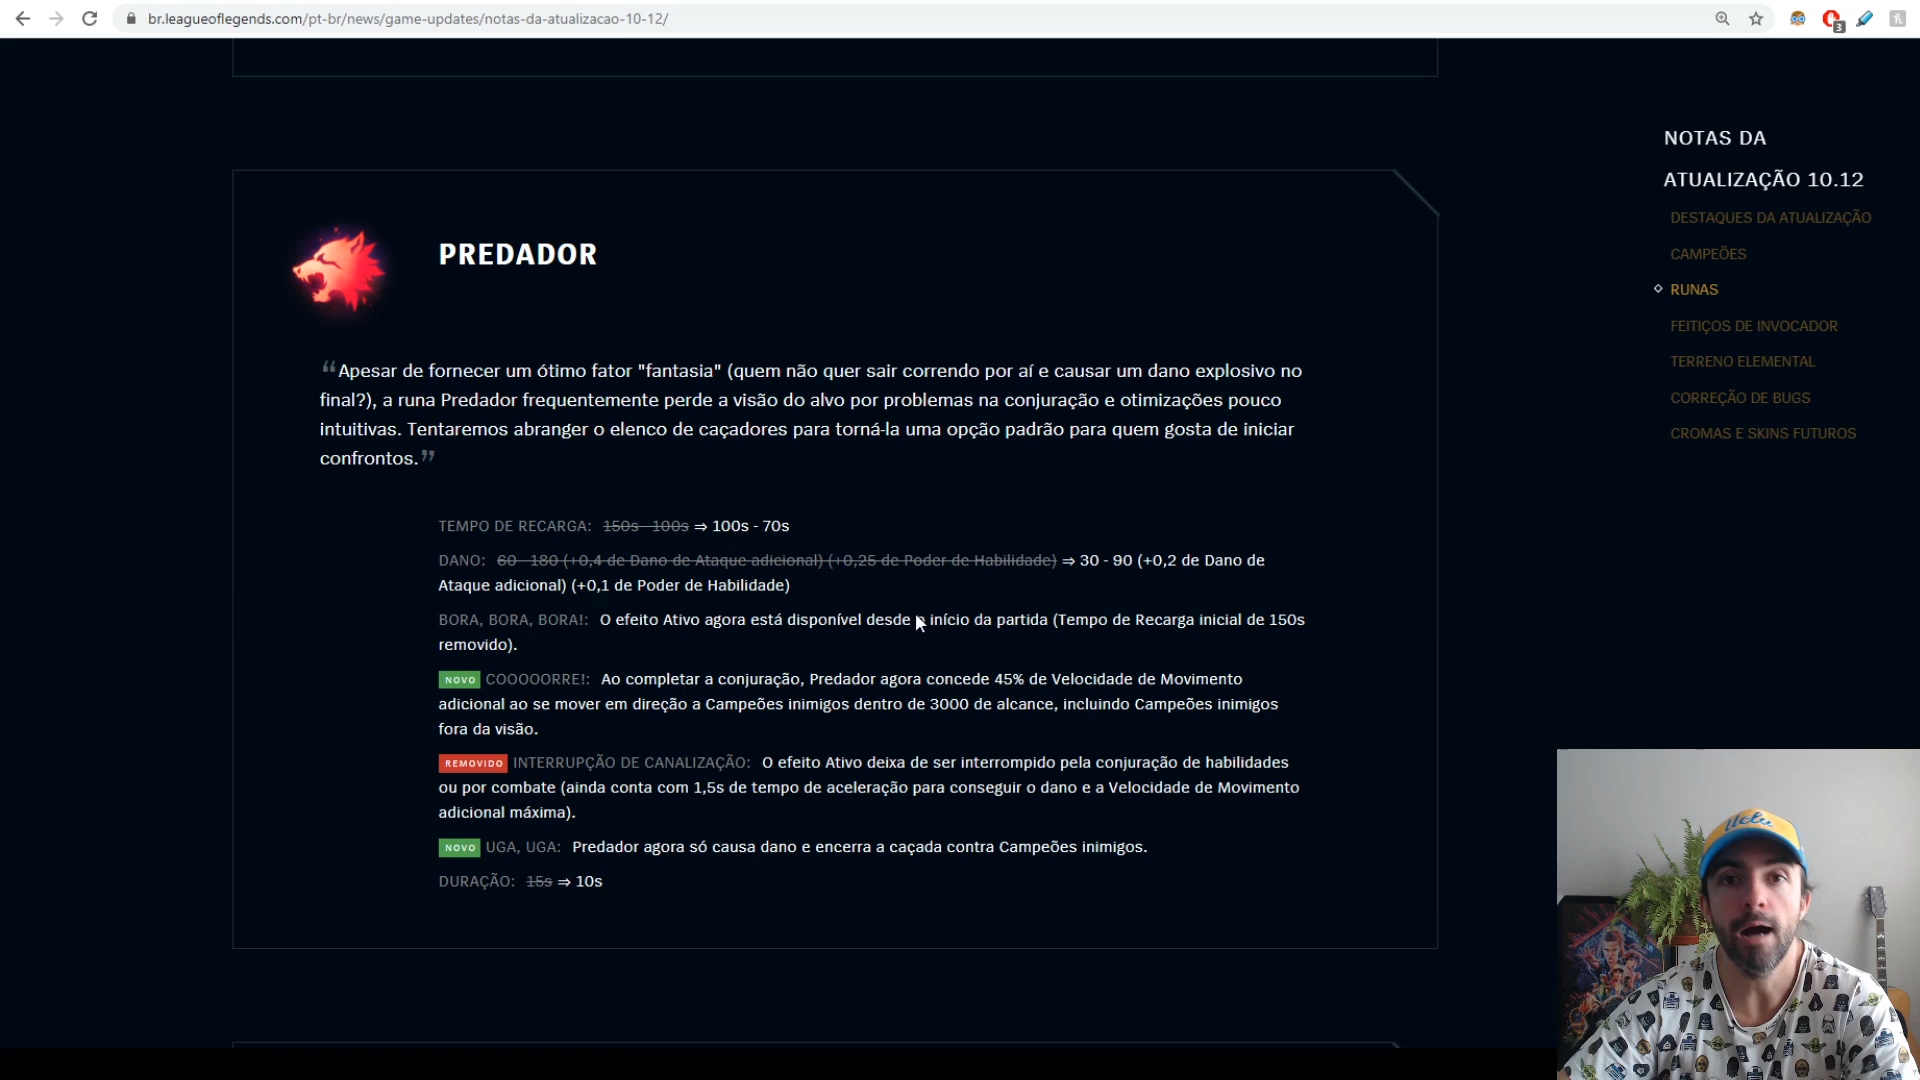 br.leagueoflegends.com/pt-br/news/game-updates/notas-da-atualizacao-10-12/
3
NOTAS DA
ATUALIZAÇÃO 10.12
DESTAQUES DA ATUALIZAÇÃO
CAMPEÕES
RUNAS
FEITIÇOS DE INVOCADOR
TERRENO ELEMENTAL
CORREÇÃO DE BUGS
CROMAS E SKINS FUTUROS
PREDADOR
“Apesar de fornecer um ótimo fator "fantasia" (quem não quer sair correndo por aí e causar um dano explosivo no
final?), a runa Predador frequentemente perde a visão do alvo por problemas na conjuração e otimizações pouco
intuitivas. Tentaremos abranger o elenco de caçadores para torná-la uma opção padrão para quem gosta de iniciar
confrontos.”
TEMPO DE RECARGA: 150s - 100s ⇒ 100s - 70s
DANO: 60 - 180 (+0,4 de Dano de Ataque adicional) (+0,25 de Poder de Habilidade) ⇒ 30 - 90 (+0,2 de Dano de
Ataque adicional) (+0,1 de Poder de Habilidade)
BORA, BORA, BORA!: O efeito Ativo agora está disponível desde o início da partida (Tempo de Recarga inicial de 150s
removido).
NOVO COOOOORRE!: Ao completar a conjuração, Predador agora concede 45% de Velocidade de Movimento
adicional ao se mover em direção a Campeões inimigos dentro de 3000 de alcance, incluindo Campeões inimigos
fora da visão.
REMOVIDO INTERRUPÇÃO DE CANALIZAÇÃO: O efeito Ativo deixa de ser interrompido pela conjuração de habilidades
ou por combate (ainda conta com 1,5s de tempo de aceleração para conseguir o dano e a Velocidade de Movimento
adicional máxima).
NOVO UGA, UGA: Predador agora só causa dano e encerra a caçada contra Campeões inimigos.
DURAÇÃO: 15s ⇒ 10s
Ucla